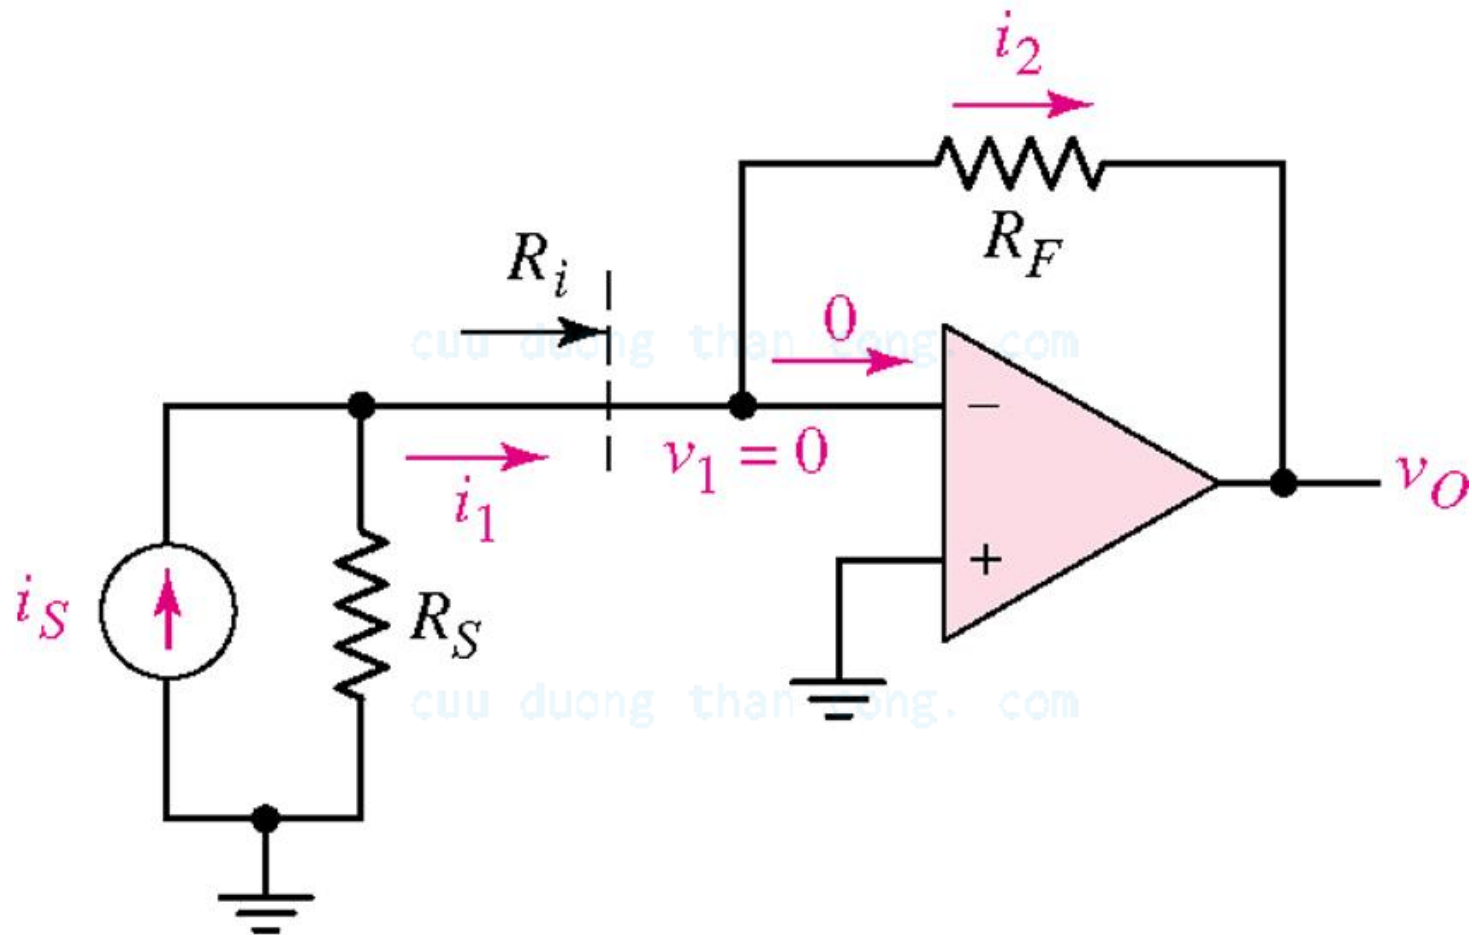 i2
RF
Ri
0
cuu duong than cong. com
− 
v1 = 0
i1
vO
+
iS
RS
cuu duong than cong. com